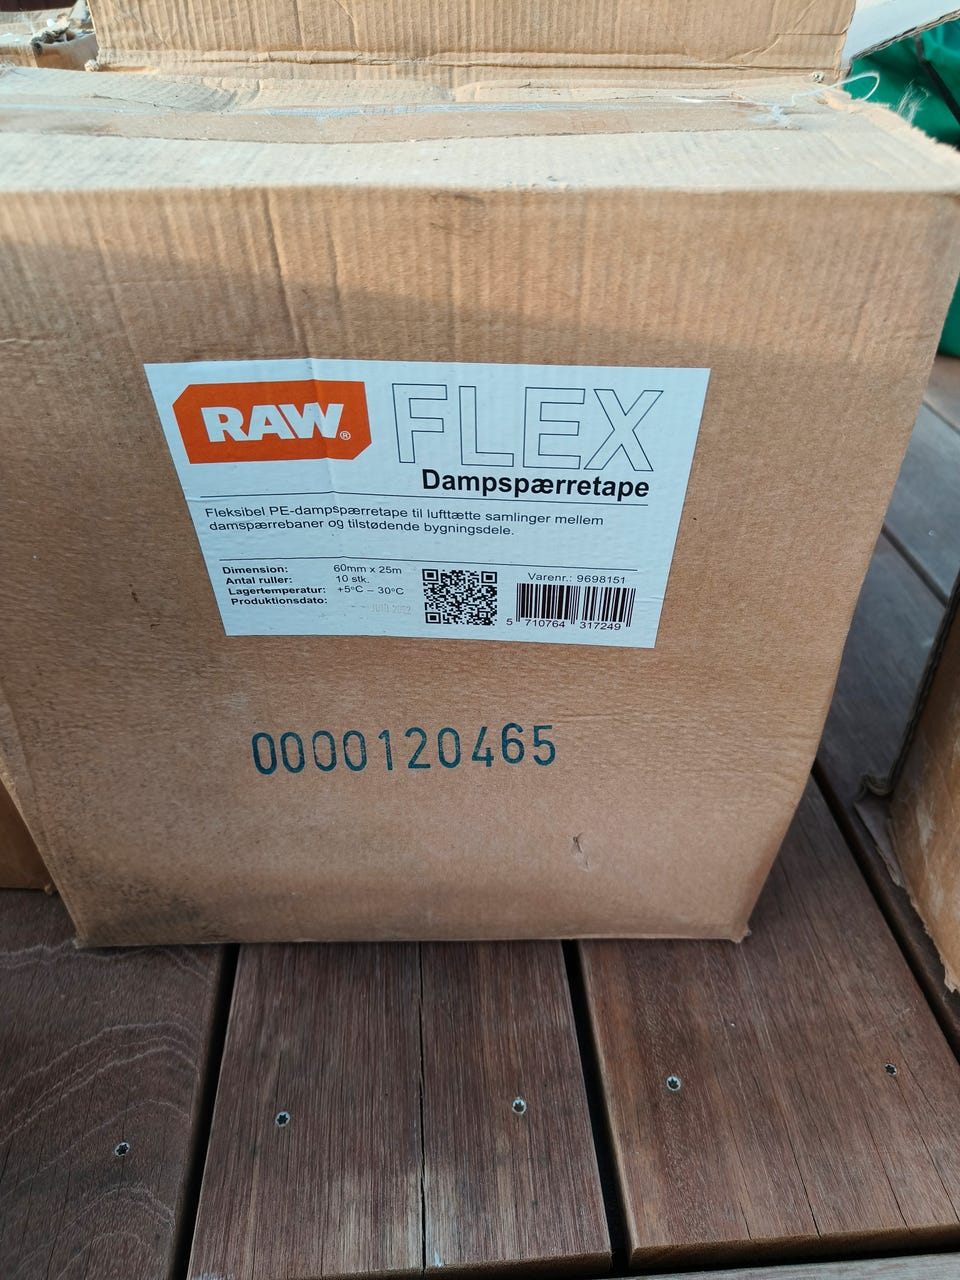 RAW®
FLEX
Dampspærretape
Fleksibel PE-dampspærretape til lufttætte samlinger mellem
damspærrebaner og tilstødende bygningsdele.
Dimension: 60mm x 25m
Antal ruller: 10 stk.
Lagertemperatur: +5°C – 30°C
Produktionsdato:
Varenr.: 9698151
5 710764 317249
0000120465